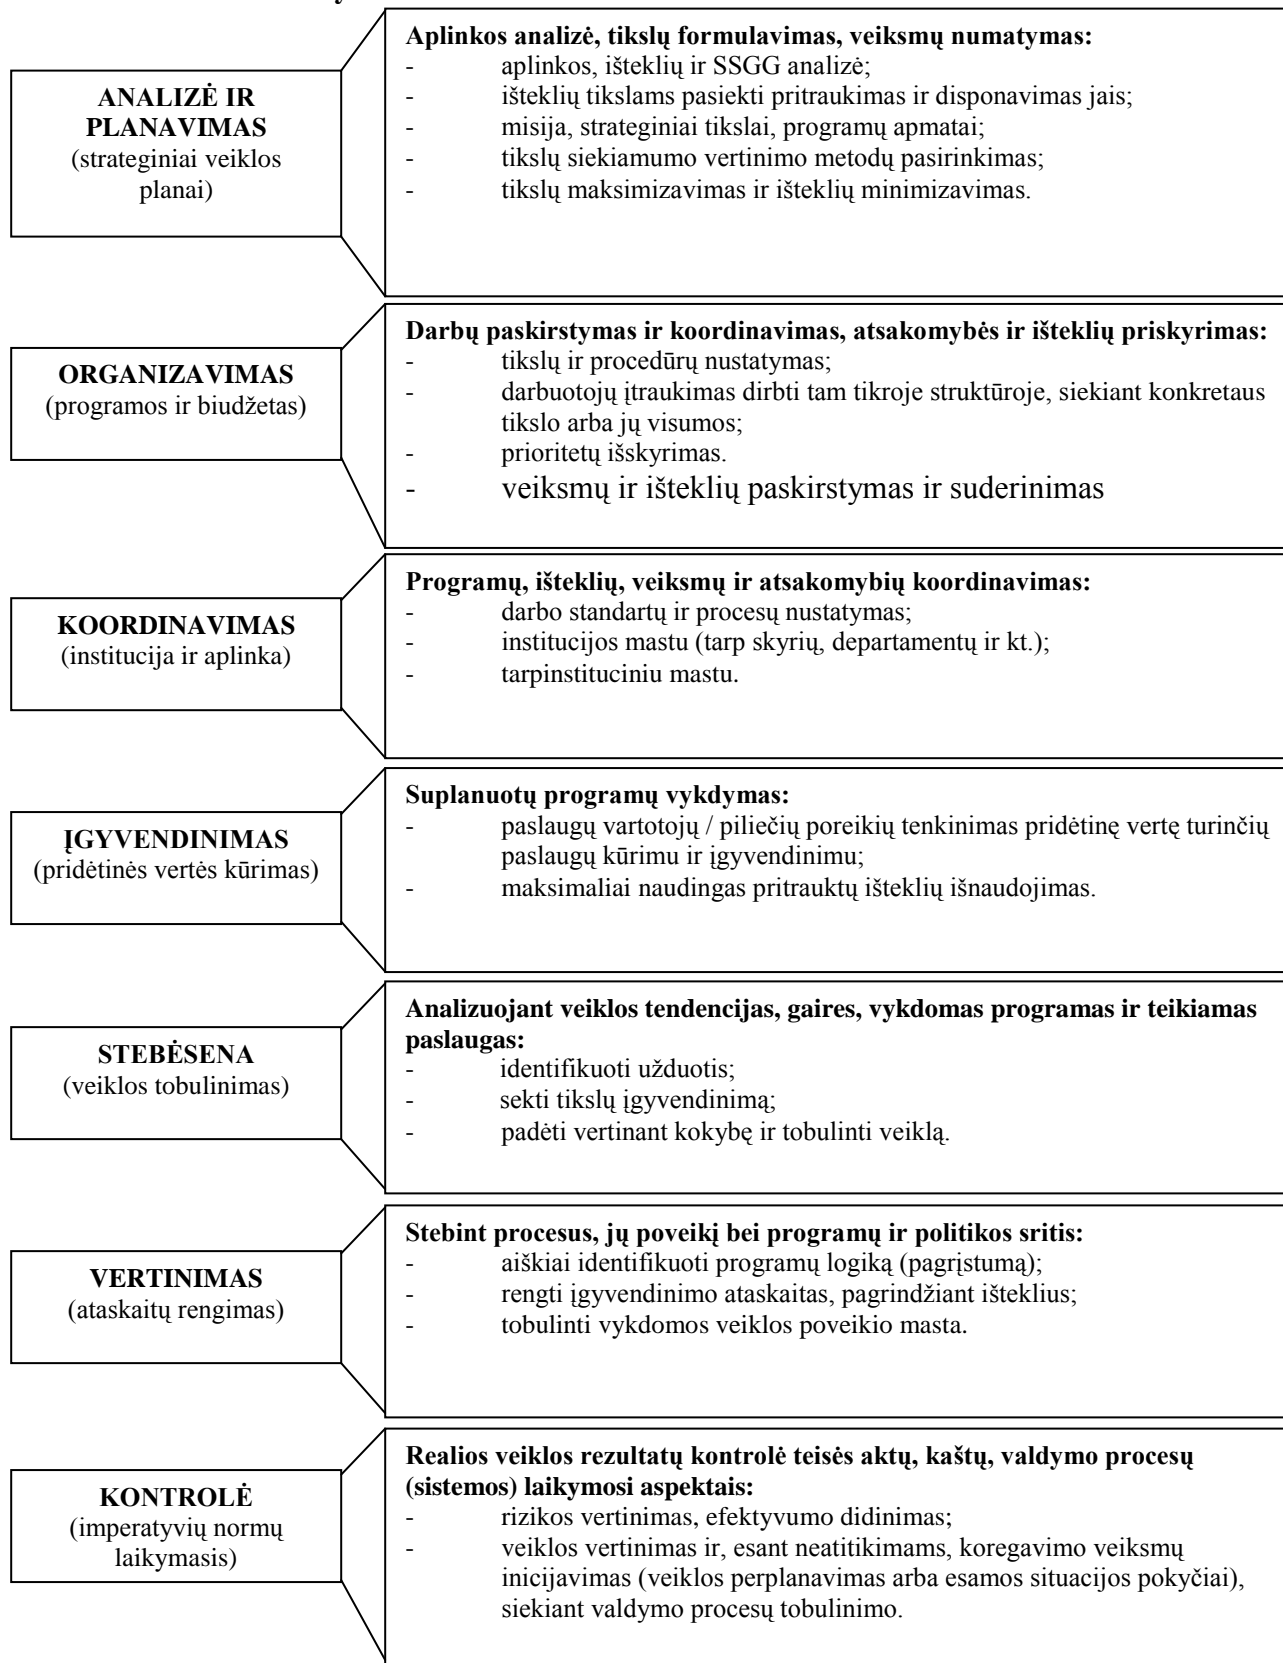 ANALIZĖ IR
PLANAVIMAS
(strateginiai veiklos
planai)
Aplinkos analizė, tikslų formulavimas, veiksmų numatymas:
- aplinkos, išteklių ir SSGG analizė;
- išteklių tikslams pasiekti pritraukimas ir disponavimas jais;
- misija, strateginiai tikslai, programų apmatai;
- tikslų siekiamumo vertinimo metodų pasirinkimas;
- tikslų maksimizavimas ir išteklių minimizavimas.
ORGANIZAVIMAS
(programos ir biudžetas)
Darbų paskirstymas ir koordinavimas, atsakomybės ir išteklių priskyrimas:
- tikslų ir procedūrų nustatymas;
- darbuotojų įtraukimas dirbti tam tikroje struktūroje, siekiant konkretaus
tikslo arba jų visumos;
- prioritetų išskyrimas.
- veiksmų ir išteklių paskirstymas ir suderinimas
KOORDINAVIMAS
(institucija ir aplinka)
Programų, išteklių, veiksmų ir atsakomybių koordinavimas:
- darbo standartų ir procesų nustatymas;
- institucijos mastu (tarp skyrių, departamentų ir kt.);
- tarpinstituciniu mastu.
ĮGYVENDINIMAS
(pridėtinės vertės kūrimas)
Suplanuotų programų vykdymas:
- paslaugų vartotojų / piliečių poreikių tenkinimas pridėtinę vertę turinčių
paslaugų kūrimu ir įgyvendinimu;
- maksimaliai naudingas pritrauktų išteklių išnaudojimas.
STEBĖSENA
(veiklos tobulinimas)
Analizuojant veiklos tendencijas, gaires, vykdomas programas ir teikiamas
paslaugas:
- identifikuoti užduotis;
- sekti tikslų įgyvendinimą;
- padėti vertinant kokybę ir tobulinti veiklą.
VERTINIMAS
(ataskaitų rengimas)
Stebint procesus, jų poveikį bei programų ir politikos sritis:
- aiškiai identifikuoti programų logiką (pagrįstumą);
- rengti įgyvendinimo ataskaitas, pagrindžiant išteklius;
- tobulinti vykdomos veiklos poveikio masta.
KONTROLĖ
(imperatyvių normų
laikymasis)
Realios veiklos rezultatų kontrolė teisės aktų, kaštų, valdymo procesų
(sistemos) laikymosi aspektais:
- rizikos vertinimas, efektyvumo didinimas;
- veiklos vertinimas ir, esant neatitikimams, koregavimo veiksmų
inicijavimas (veiklos perplanavimas arba esamos situacijos pokyčiai),
siekiant valdymo procesų tobulinimo.